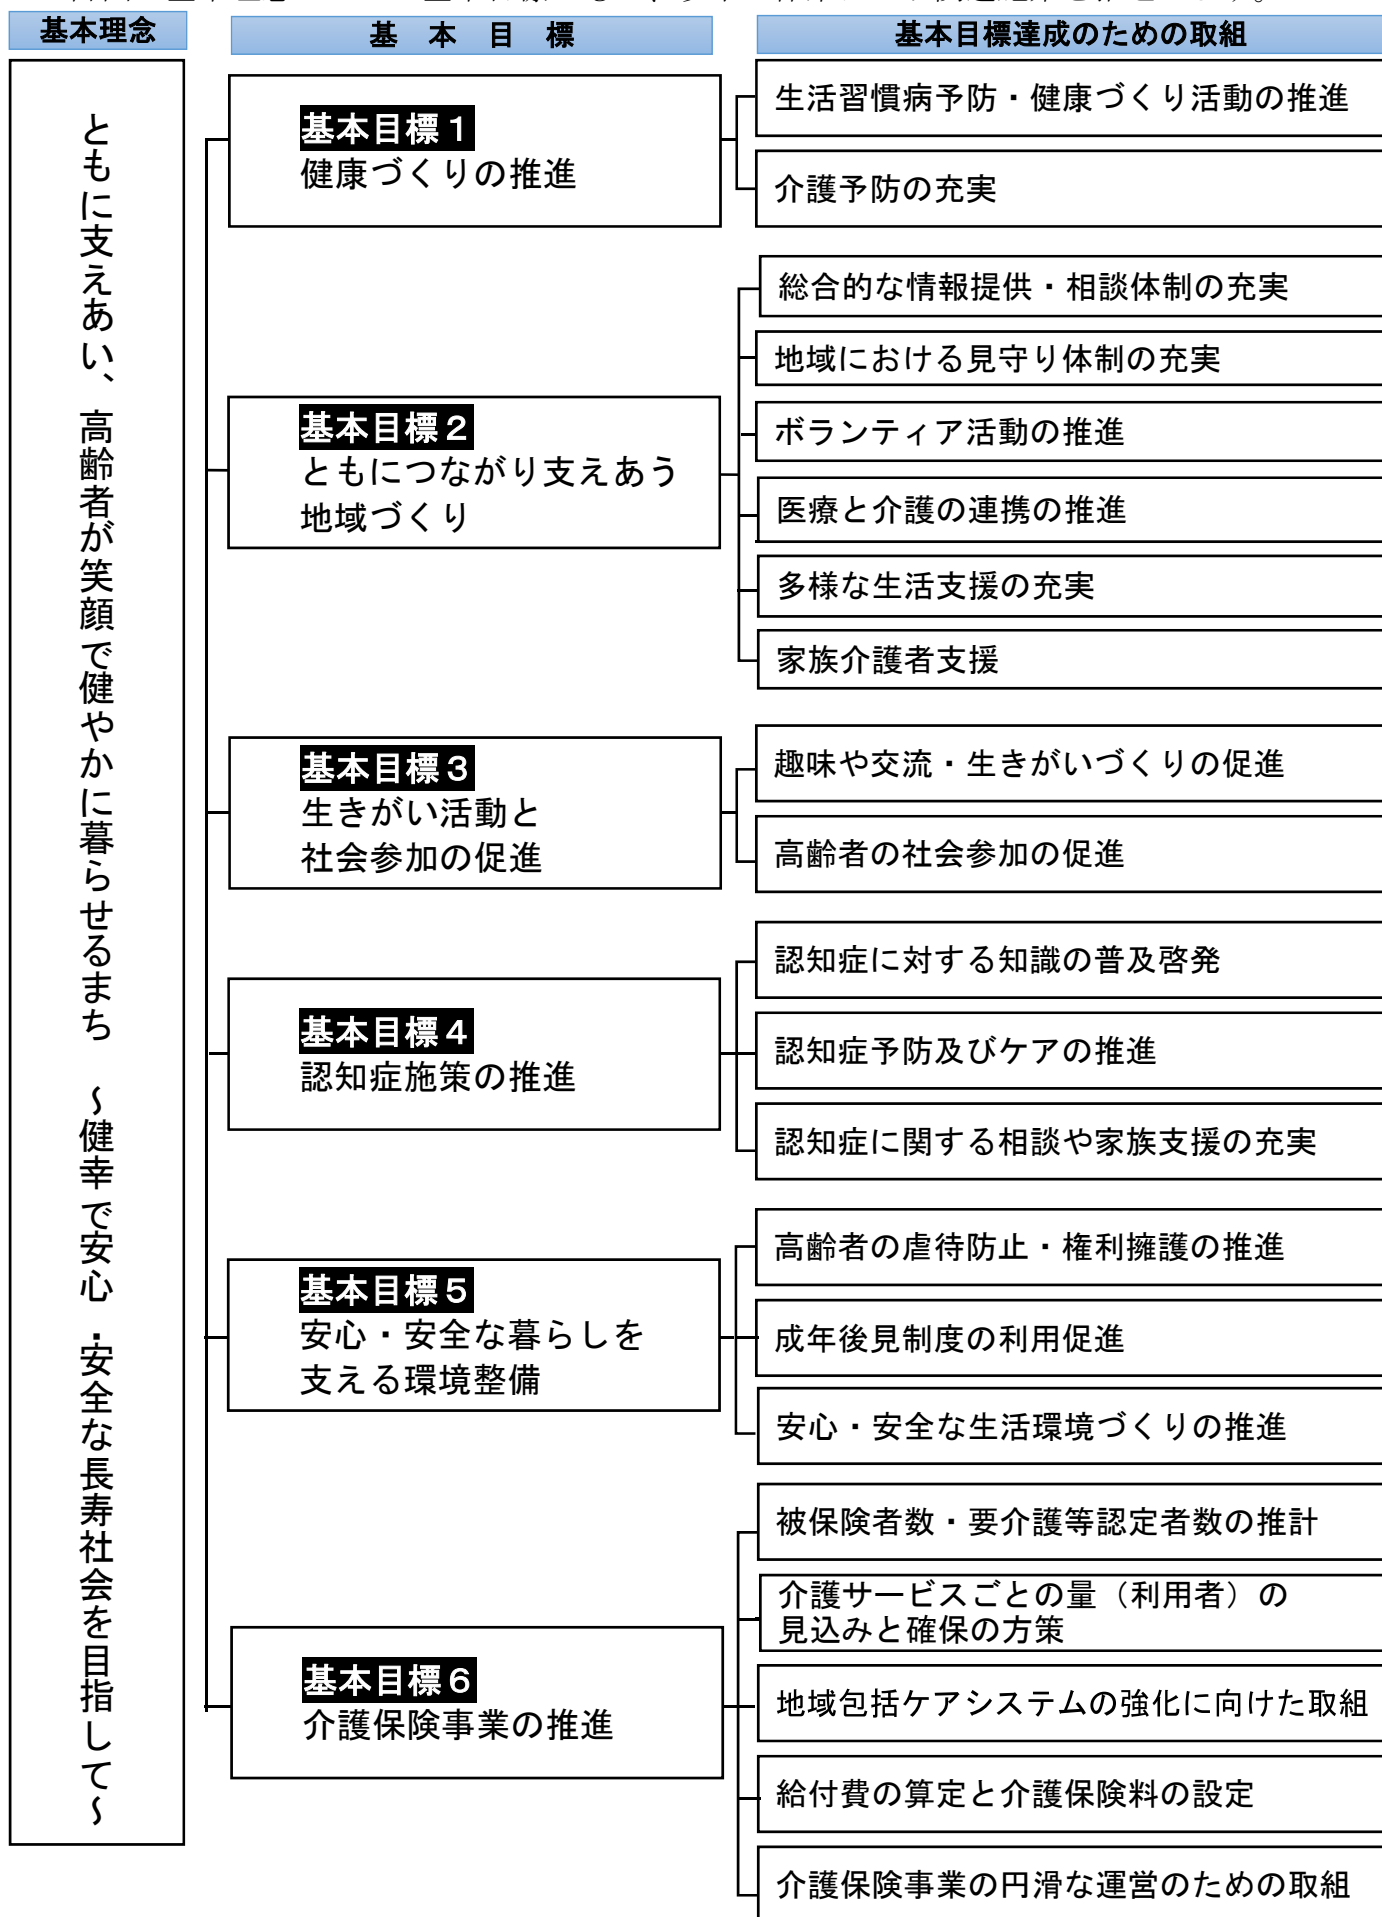 基本理念
基本目標
基本目標達成のための取組
ともに支えあい、高齢者が笑顔で健やかに暮らせるまち　～健幸で安心・安全な長寿社会を目指して～
基本目標１
健康づくりの推進
生活習慣病予防・健康づくり活動の推進
介護予防の充実
基本目標２
ともにつながり支えあう
地域づくり
総合的な情報提供・相談体制の充実
地域における見守り体制の充実
ボランティア活動の推進
医療と介護の連携の推進
多様な生活支援の充実
家族介護者支援
基本目標３
生きがい活動と
社会参加の促進
趣味や交流・生きがいづくりの促進
高齢者の社会参加の促進
基本目標４
認知症施策の推進
認知症に対する知識の普及啓発
認知症予防及びケアの推進
認知症に関する相談や家族支援の充実
基本目標５
安心・安全な暮らしを
支える環境整備
高齢者の虐待防止・権利擁護の推進
成年後見制度の利用促進
安心・安全な生活環境づくりの推進
基本目標６
介護保険事業の推進
被保険者数・要介護等認定者数の推計
介護サービスごとの量（利用者）の
見込みと確保の方策
地域包括ケアシステムの強化に向けた取組
給付費の算定と介護保険料の設定
介護保険事業の円滑な運営のための取組